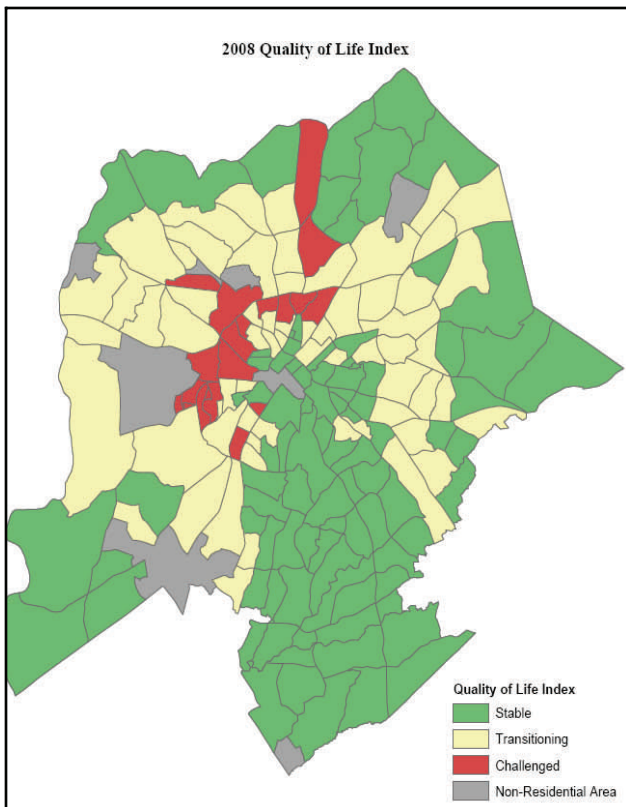 2008 Quality of Life Index
Quality of Life Index
Stable
Transitioning
Challenged
Non-Residential Area